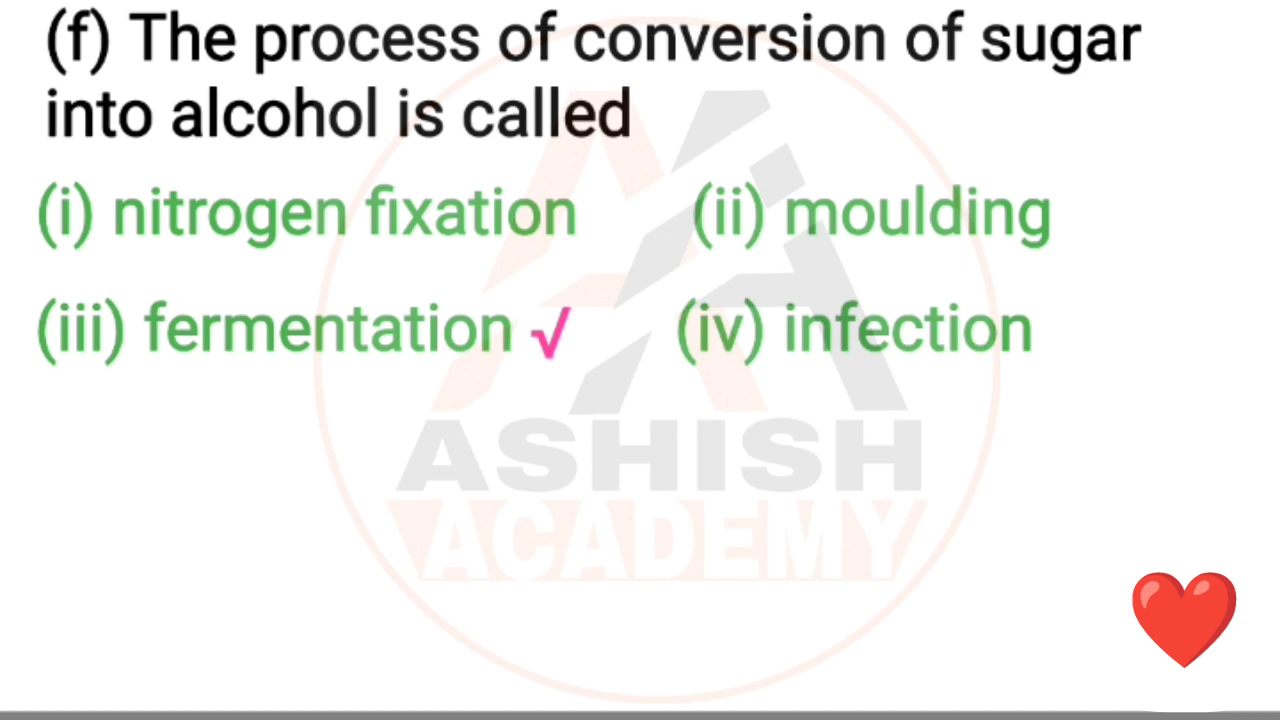 (f) The process of conversion of sugar
into alcohol is called
(i) nitrogen fixation (ii) moulding
(iii) fermentation √ (iv) infection
ASHISH
ACADEMY